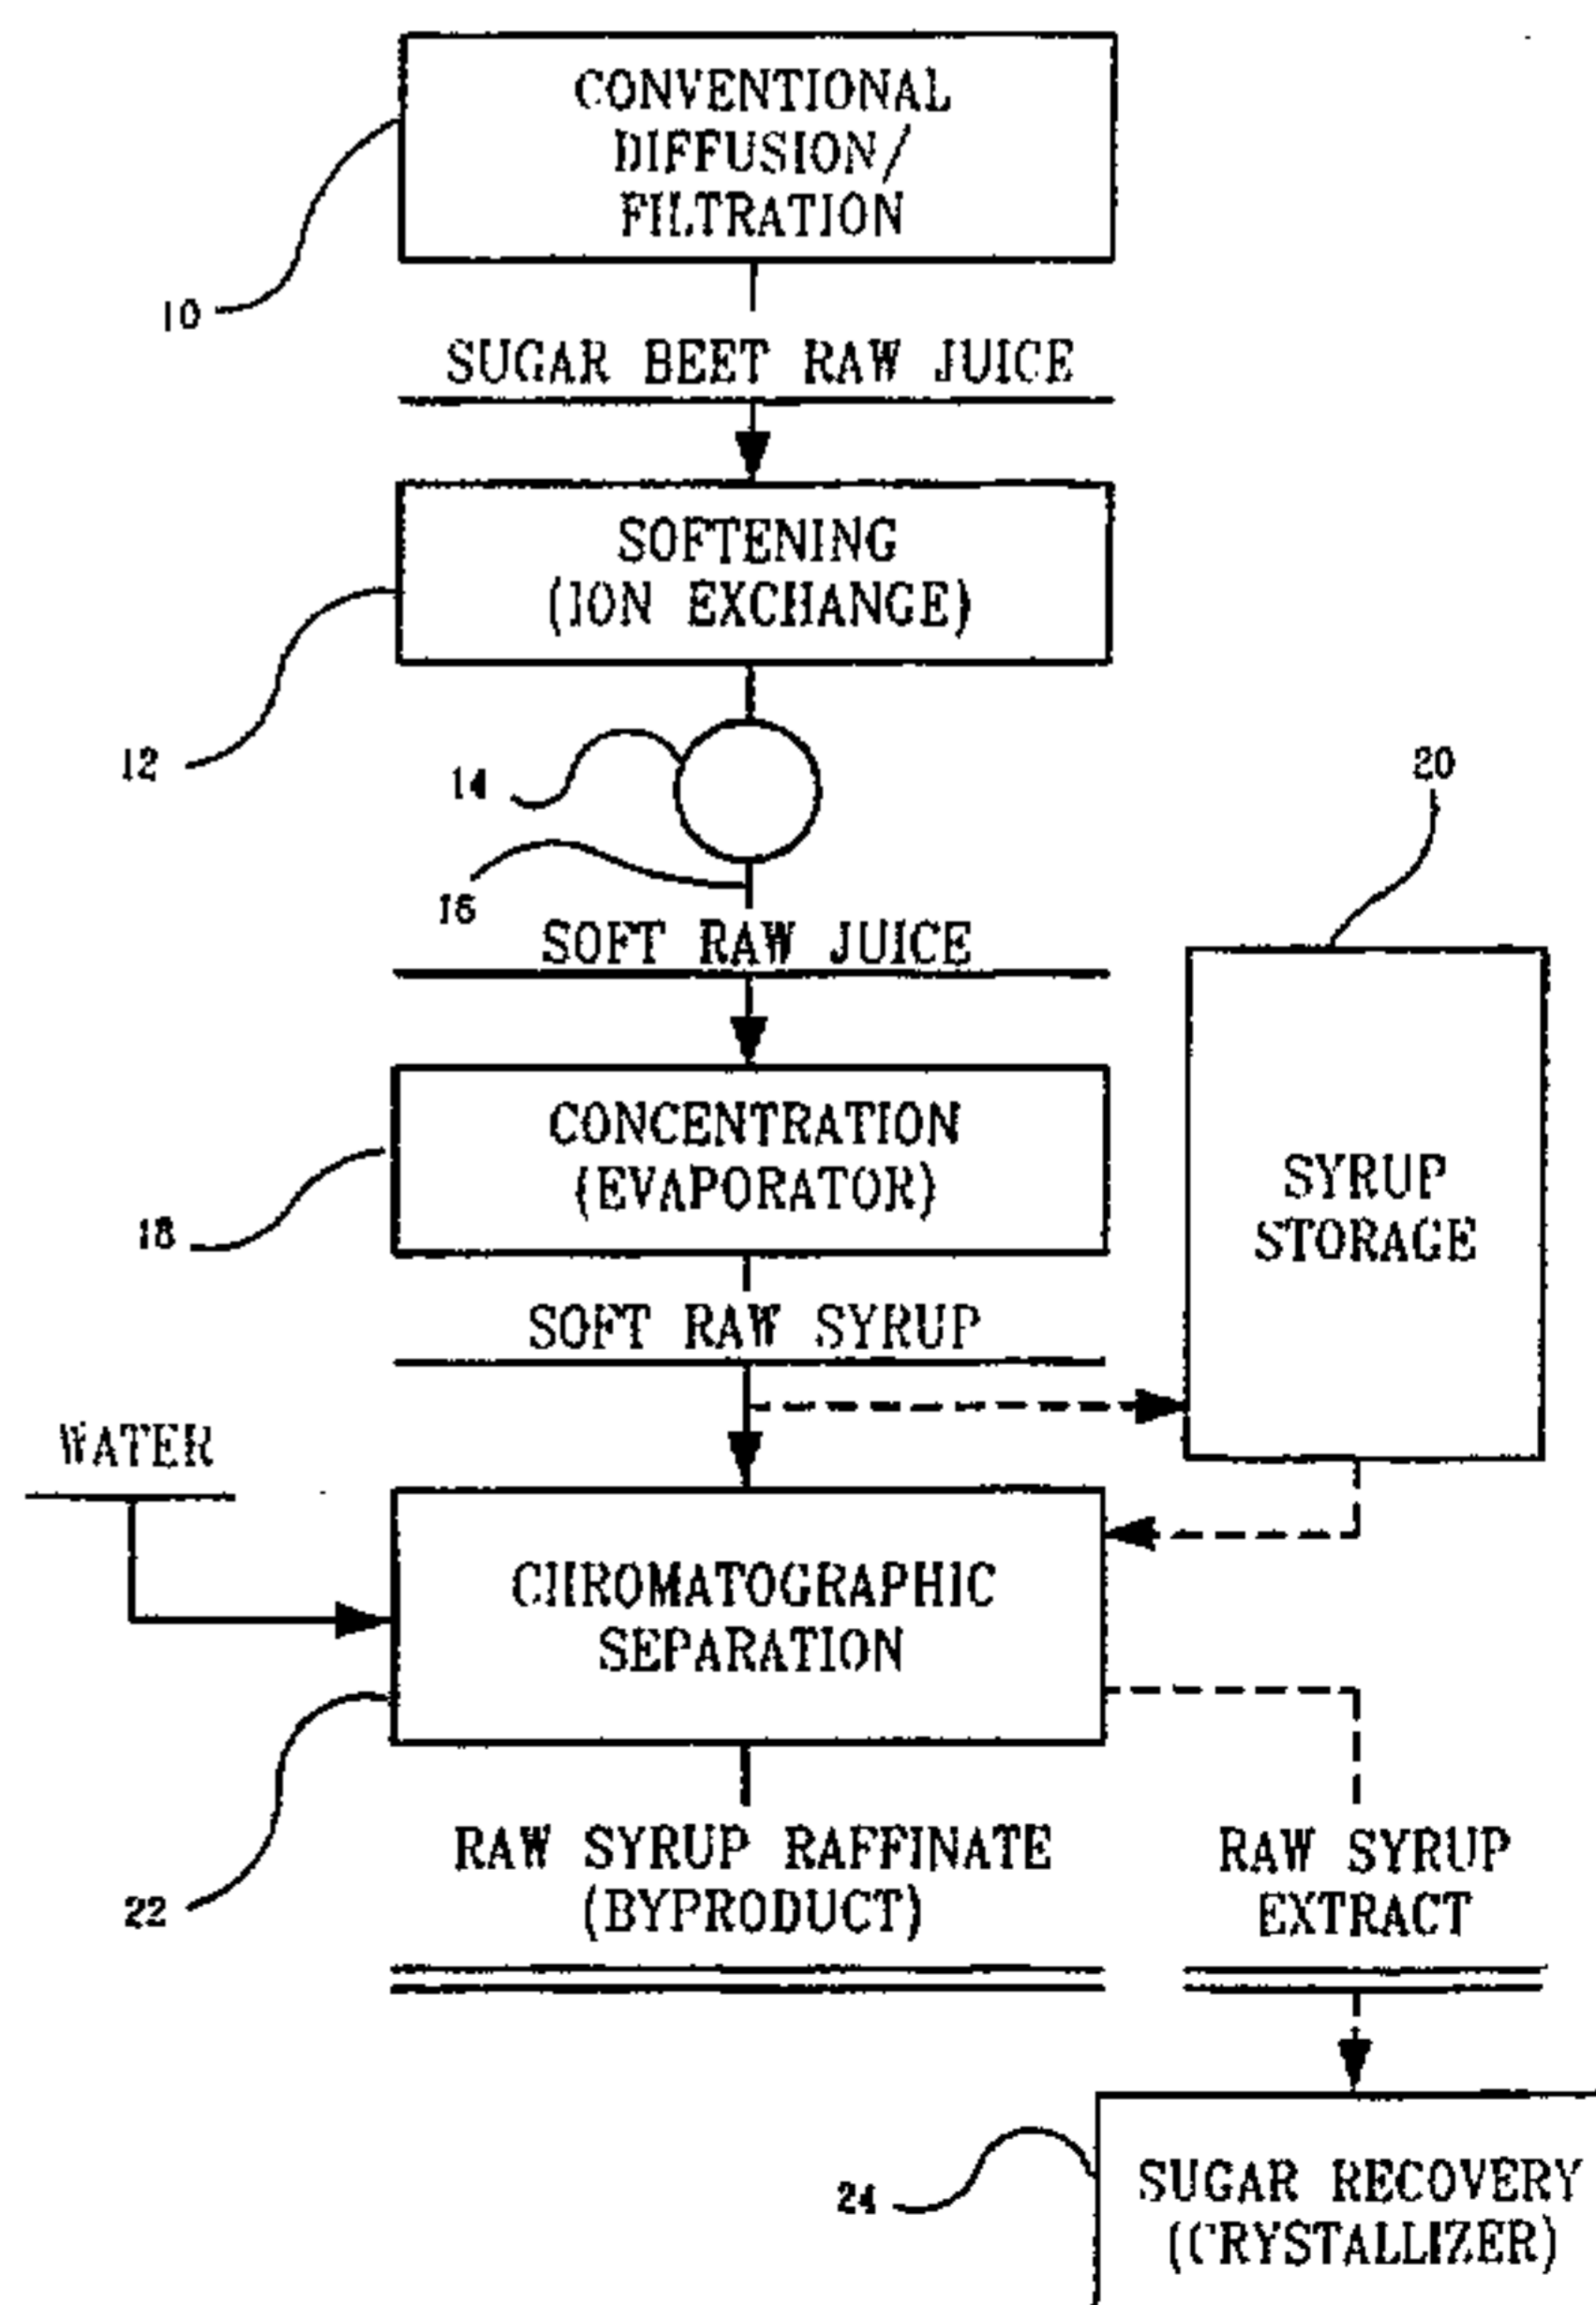 CONVENTIONAL
DIFFUSION/
FILTRATION
10
SUGAR BEET RAW JUICE
SOFTENING
(ION EXCHANGE)
12
14
16
20
SOFT RAW JUICE
CONCENTRATION
(EVAPORATOR)
18
SYRUP
STORAGE
SOFT RAW SYRUP
WATER
CHROMATOGRAPHIC
SEPARATION
22
RAW SYRUP RAFFINATE
(BYPRODUCT)
RAW SYRUP
EXTRACT
24
SUGAR RECOVERY
(CRYSTALLIZER)